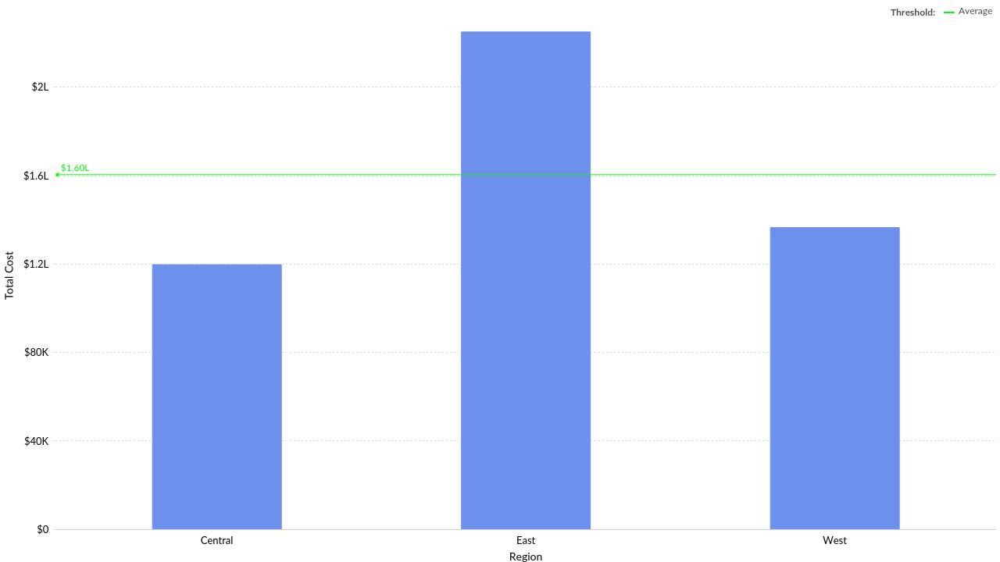 Threshold: Average
$2L
$1.60L
$1.6L
$1.2L
$80K
$40K
$0
Total Cost
Central East West
Region